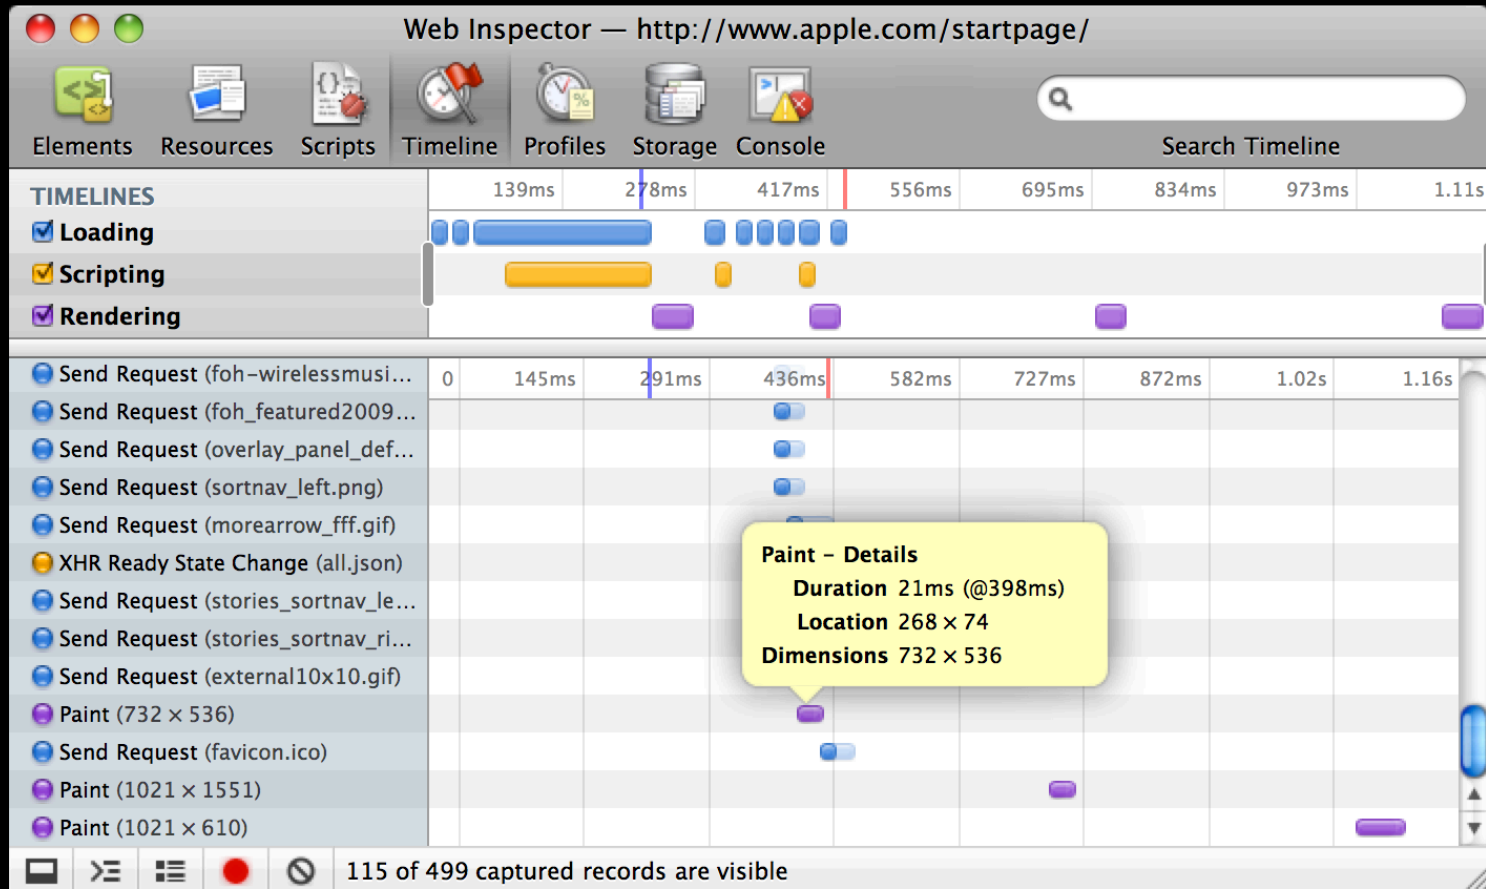 Web Inspector — http://www.apple.com/startpage/
Elements Resources Scripts Timeline Profiles Storage Console
Search Timeline
TIMELINES
139ms 278ms 417ms 556ms 695ms 834ms 973ms 1.11s
Loading
Scripting
Rendering
0 145ms 291ms 436ms 582ms 727ms 872ms 1.02s 1.16s
Send Request (foh-wirelessmusi...
Send Request (foh_featured2009...
Send Request (overlay_panel_def...
Send Request (sortnav_left.png)
Send Request (morearrow_fff.gif)
XHR Ready State Change (all.json)
Send Request (stories_sortnav_le...
Send Request (stories_sortnav_ri...
Send Request (external10x10.gif)
Paint (732 × 536)
Send Request (favicon.ico)
Paint (1021 × 1551)
Paint (1021 × 610)
Paint – Details
Duration 21ms (@398ms)
Location 268 × 74
Dimensions 732 × 536
115 of 499 captured records are visible